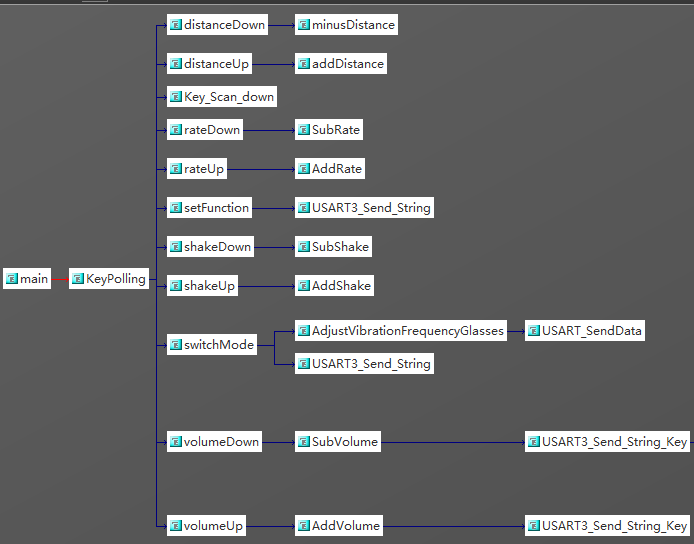 distanceDown minusDistance
distanceUp addDistance
Key_Scan_down
rateDown SubRate
rateUp AddRate
setFunction USART3_Send_String
shakeDown SubShake
main KeyPolling
shakeUp AddShake
AdjustVibrationFrequencyGlasses USART_SendData
switchMode
USART3_Send_String
volumeDown SubVolume USART3_Send_String_Key
volumeUp AddVolume USART3_Send_String_Key